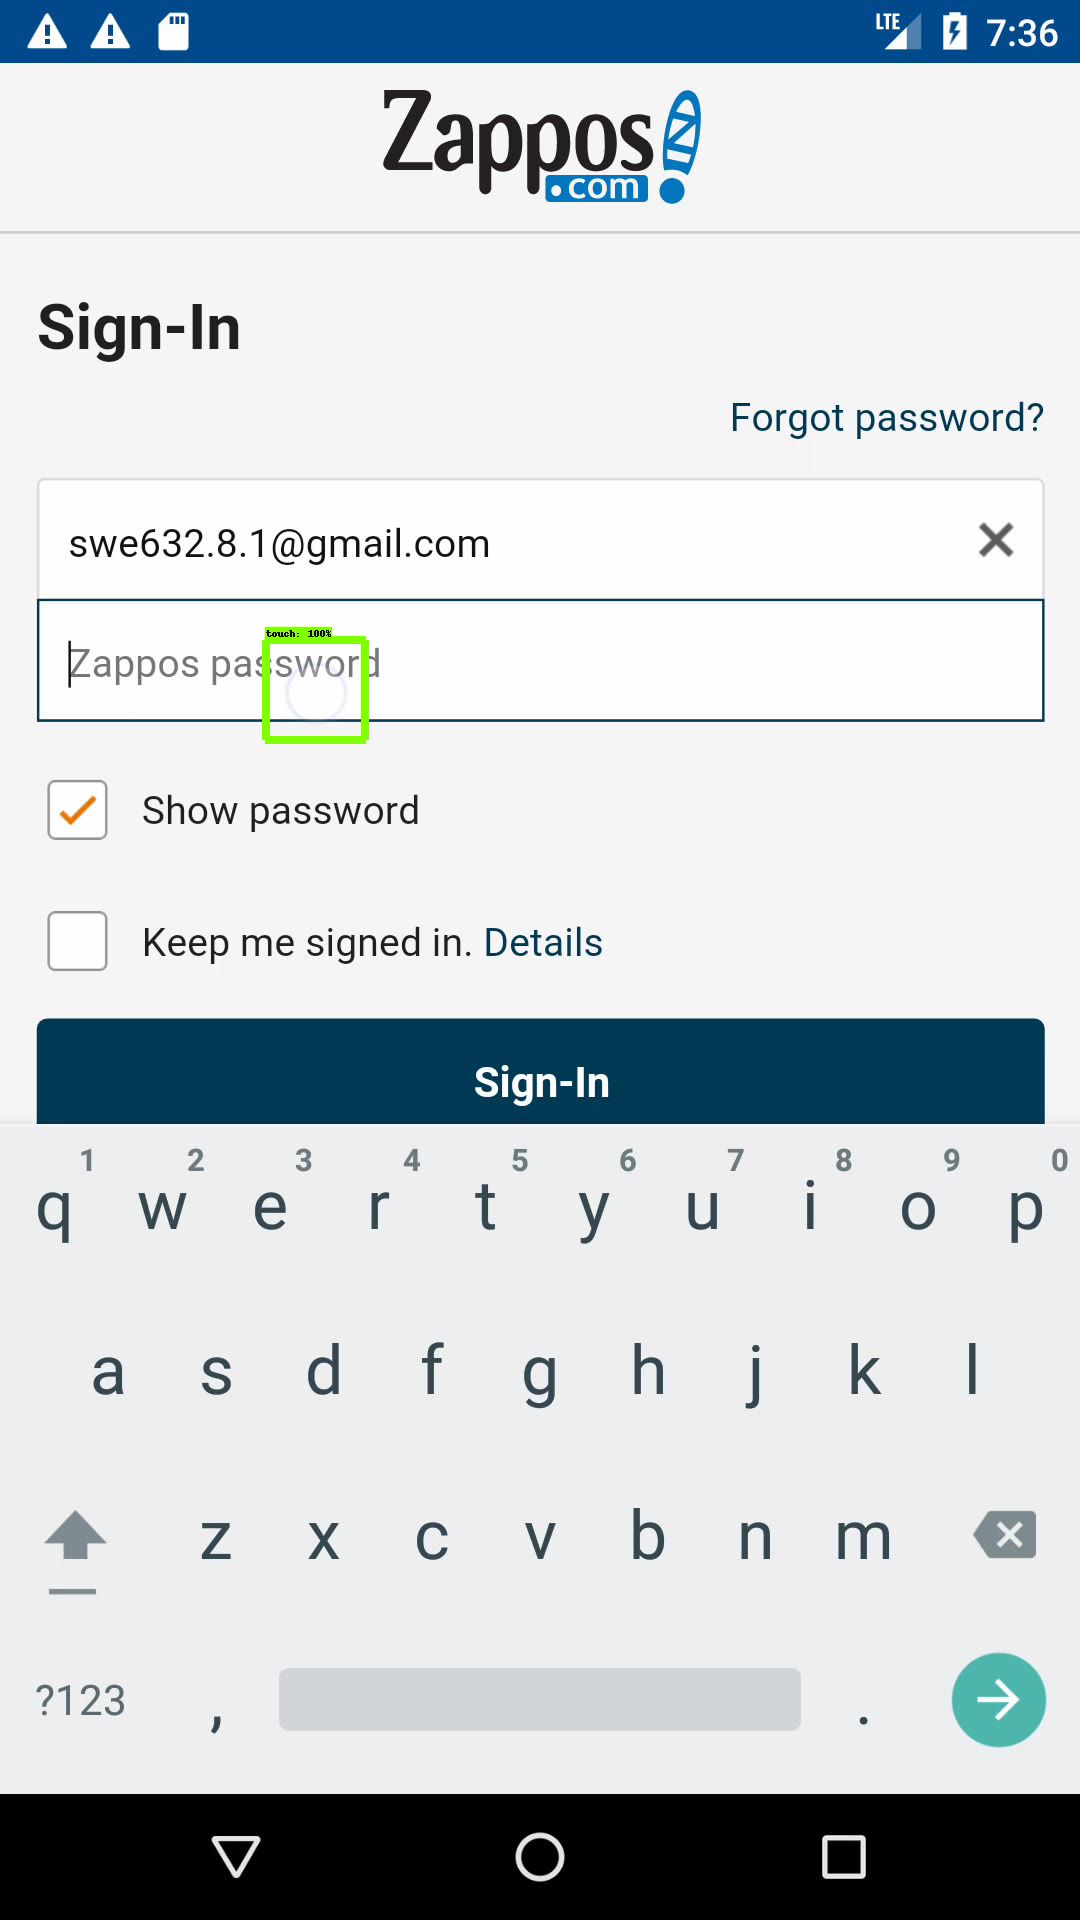 LTE 7:36
Zappos
.com
Sign-In
Forgot password?
swe632.8.1@gmail.com
touch: 100%
Zappos password
Show password
Keep me signed in. Details
Sign-In
1 2 3 4 5 6 7 8 9 0
q w e r t y u i o p
a s d f g h j k l
z x c v b n m
?123 , .